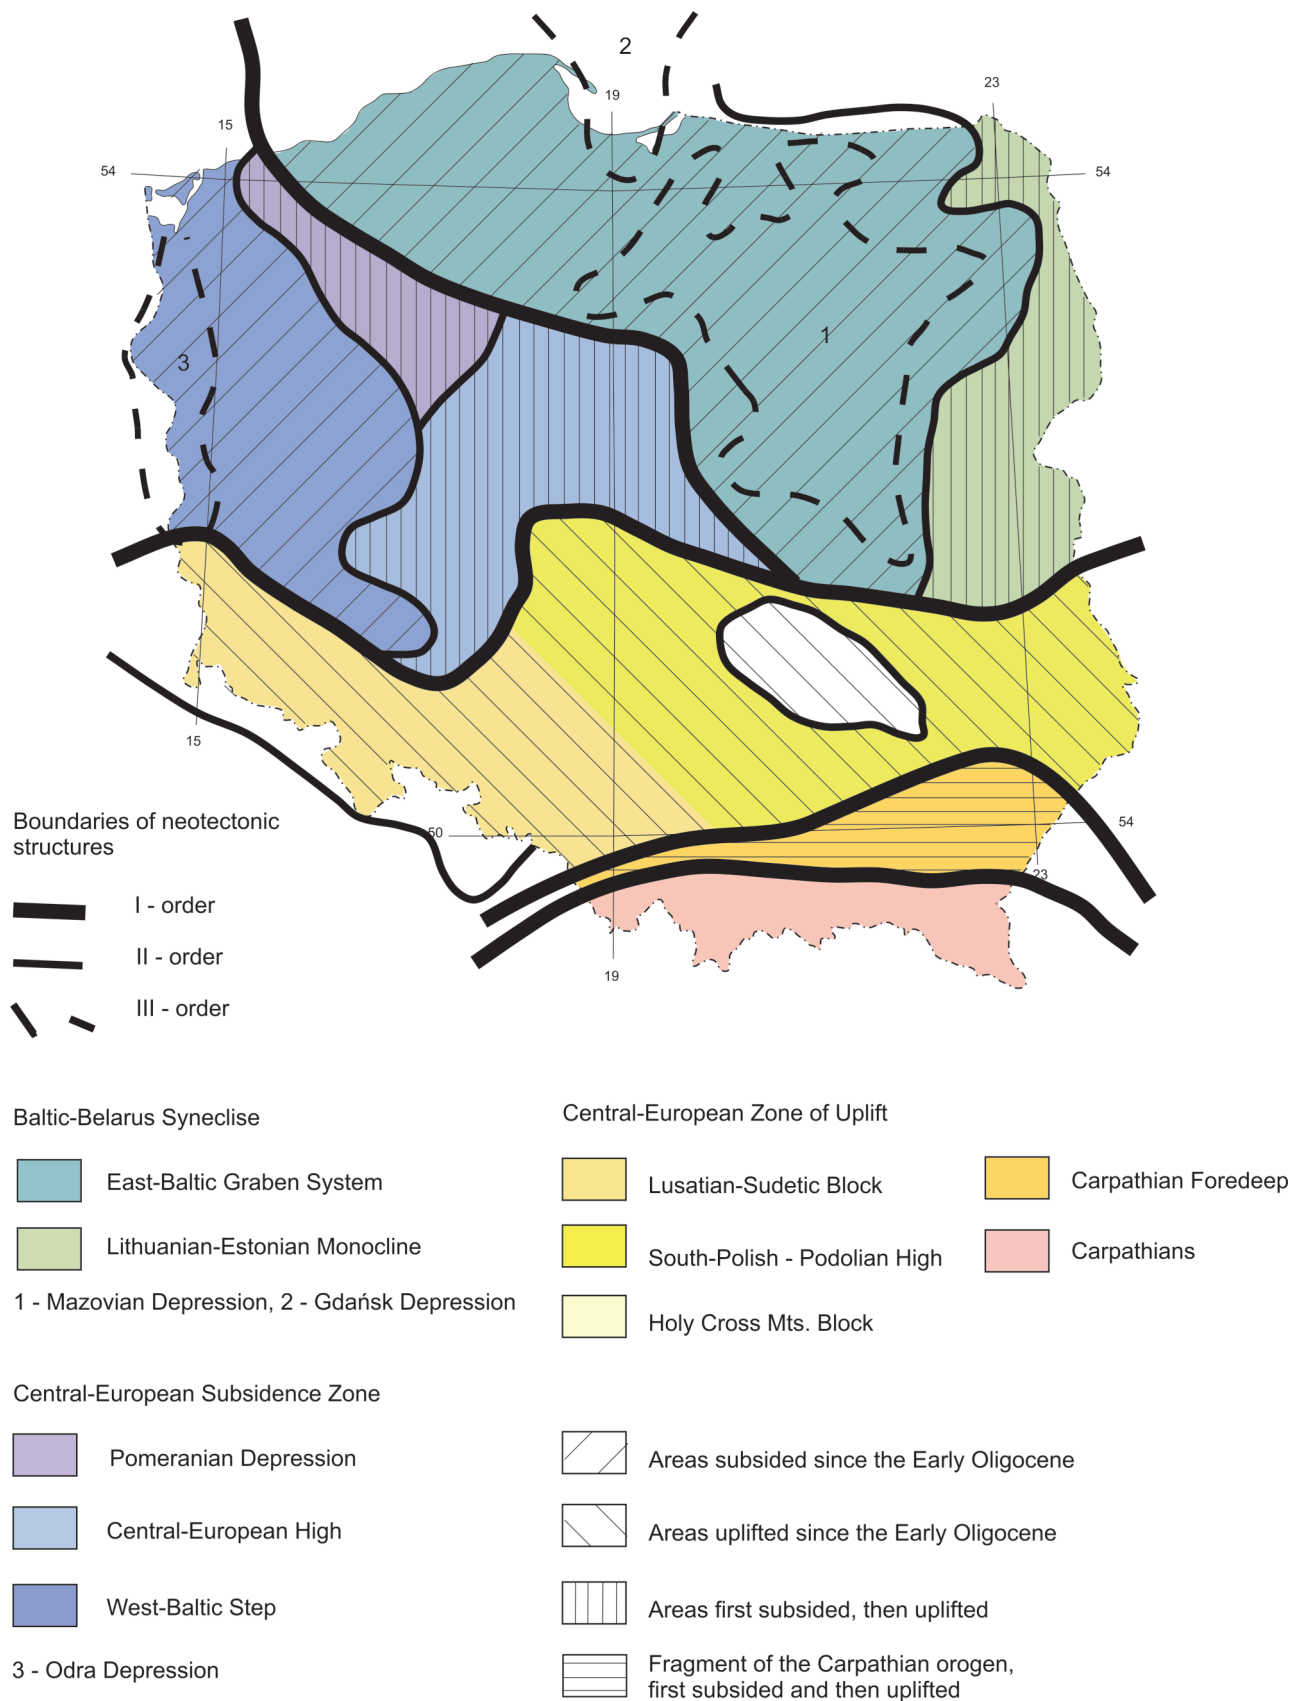 2
19
23
15
54
54
1
3
15
50
54
23
19
Boundaries of neotectonic
structures
I - order
II - order
III - order
Baltic-Belarus Syneclise
East-Baltic Graben System
Lithuanian-Estonian Monocline
1 - Mazovian Depression, 2 - Gdańsk Depression
Central-European Subsidence Zone
Pomeranian Depression
Central-European High
West-Baltic Step
3 - Odra Depression
Central-European Zone of Uplift
Lusatian-Sudetic Block
South-Polish - Podolian High
Holy Cross Mts. Block
Carpathian Foredeep
Carpathians
Areas subsided since the Early Oligocene
Areas uplifted since the Early Oligocene
Areas first subsided, then uplifted
Fragment of the Carpathian orogen,
first subsided and then uplifted